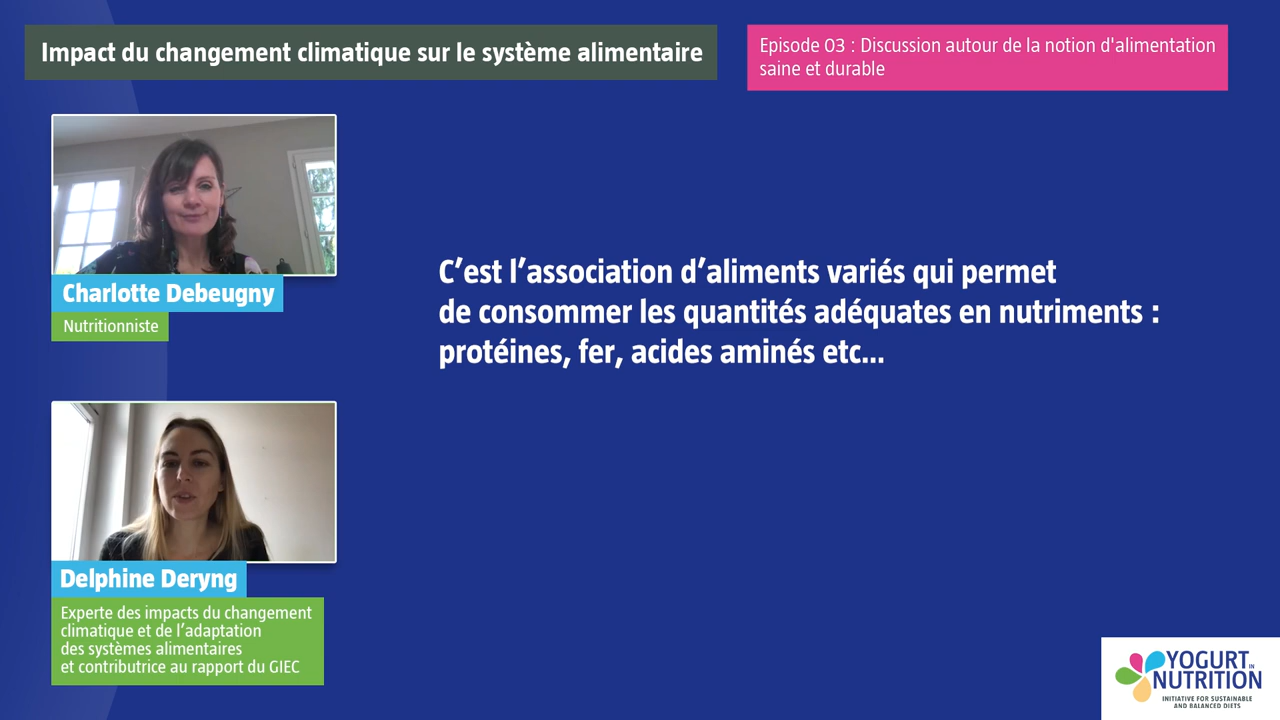 Impact du changement climatique sur le système alimentaire
Episode 03 : Discussion autour de la notion d'alimentation
saine et durable
Charlotte Debeugny
Nutritionniste
C’est l’association d’aliments variés qui permet
de consommer les quantités adéquates en nutriments :
protéines, fer, acides aminés etc...
Delphine Deryng
Experte des impacts du changement
climatique et de l’adaptation
des systèmes alimentaires
et contributrice au rapport du GIEC
YOGURT IN
NUTRITION
INITIATIVE FOR SUSTAINABLE
AND BALANCED DIETS